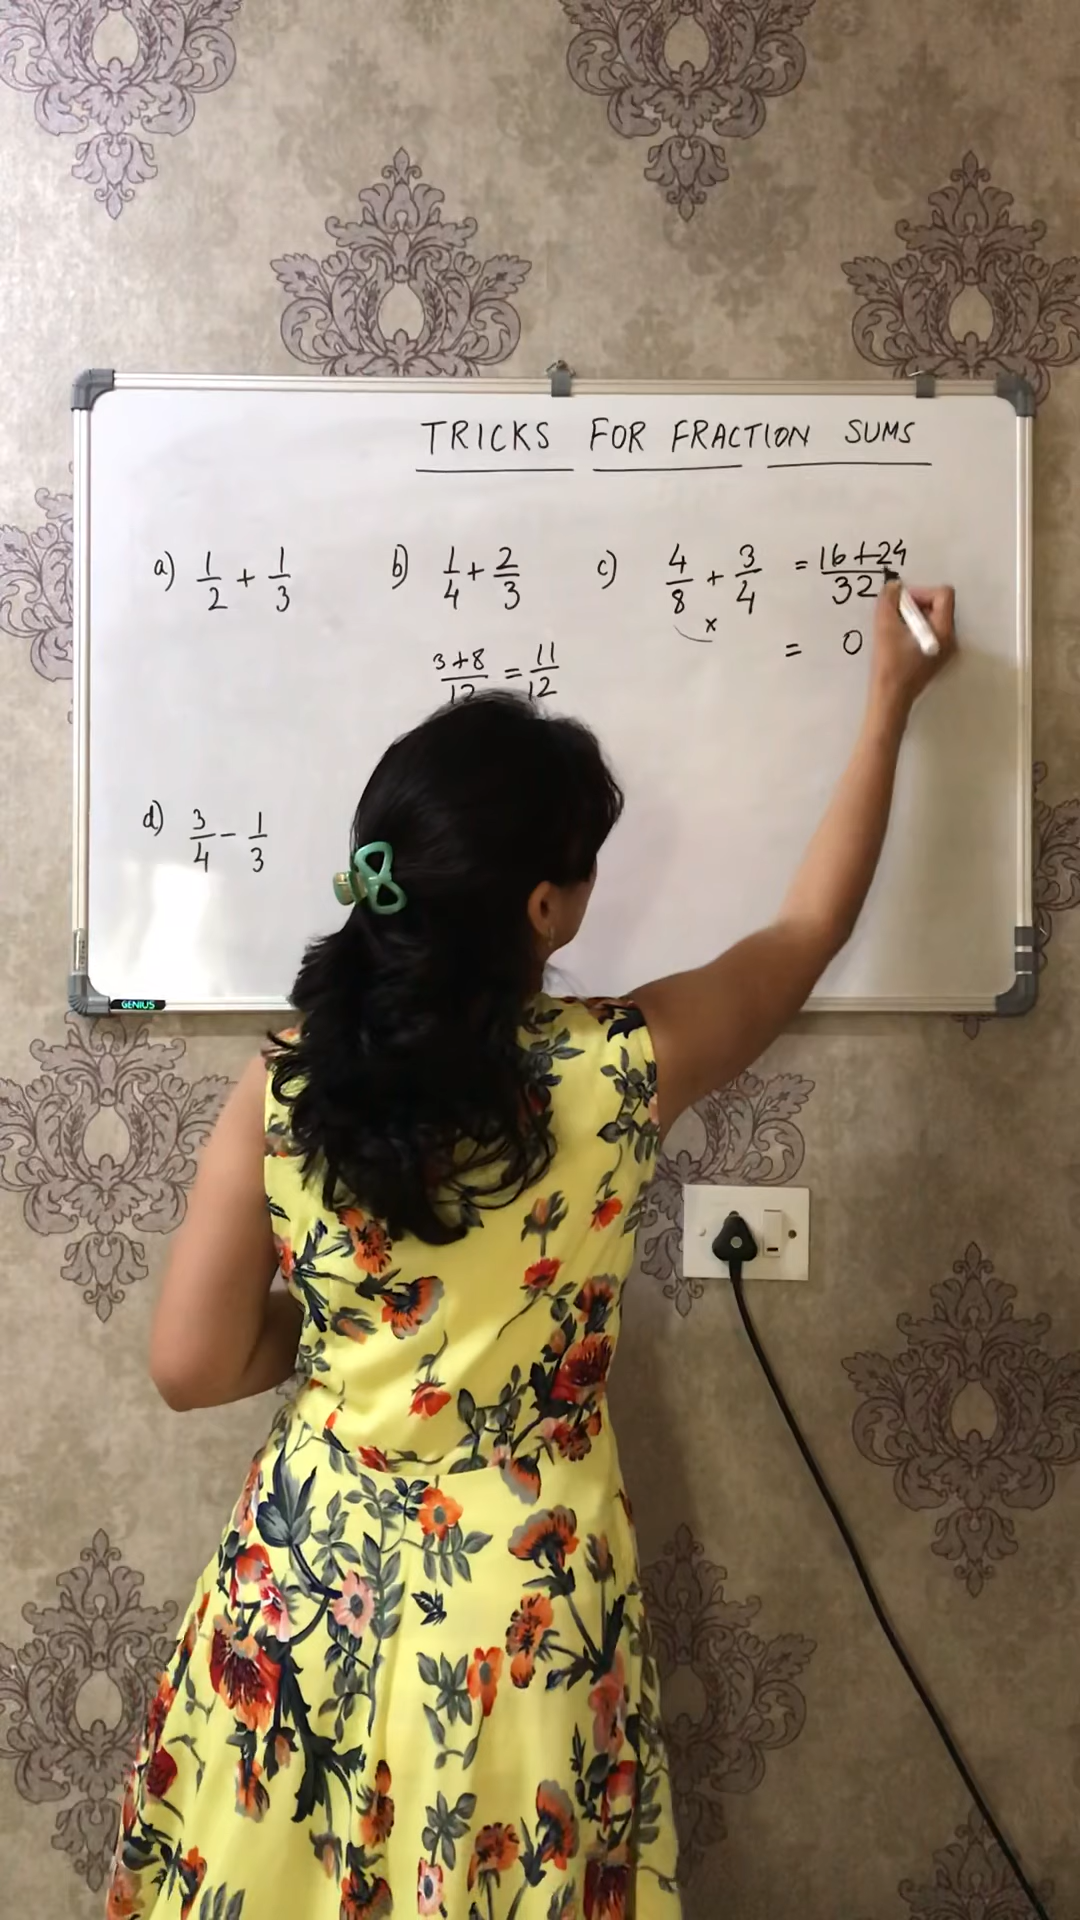 TRICKS FOR FRACTION SUMS
a) 1/2 + 1/3
b) 1/4 + 2/3
3+8/12 = 11/12
c) 4/8 + 3/4 = 16+24/32
x
= 0
d) 3/4 - 1/3
GENIUS